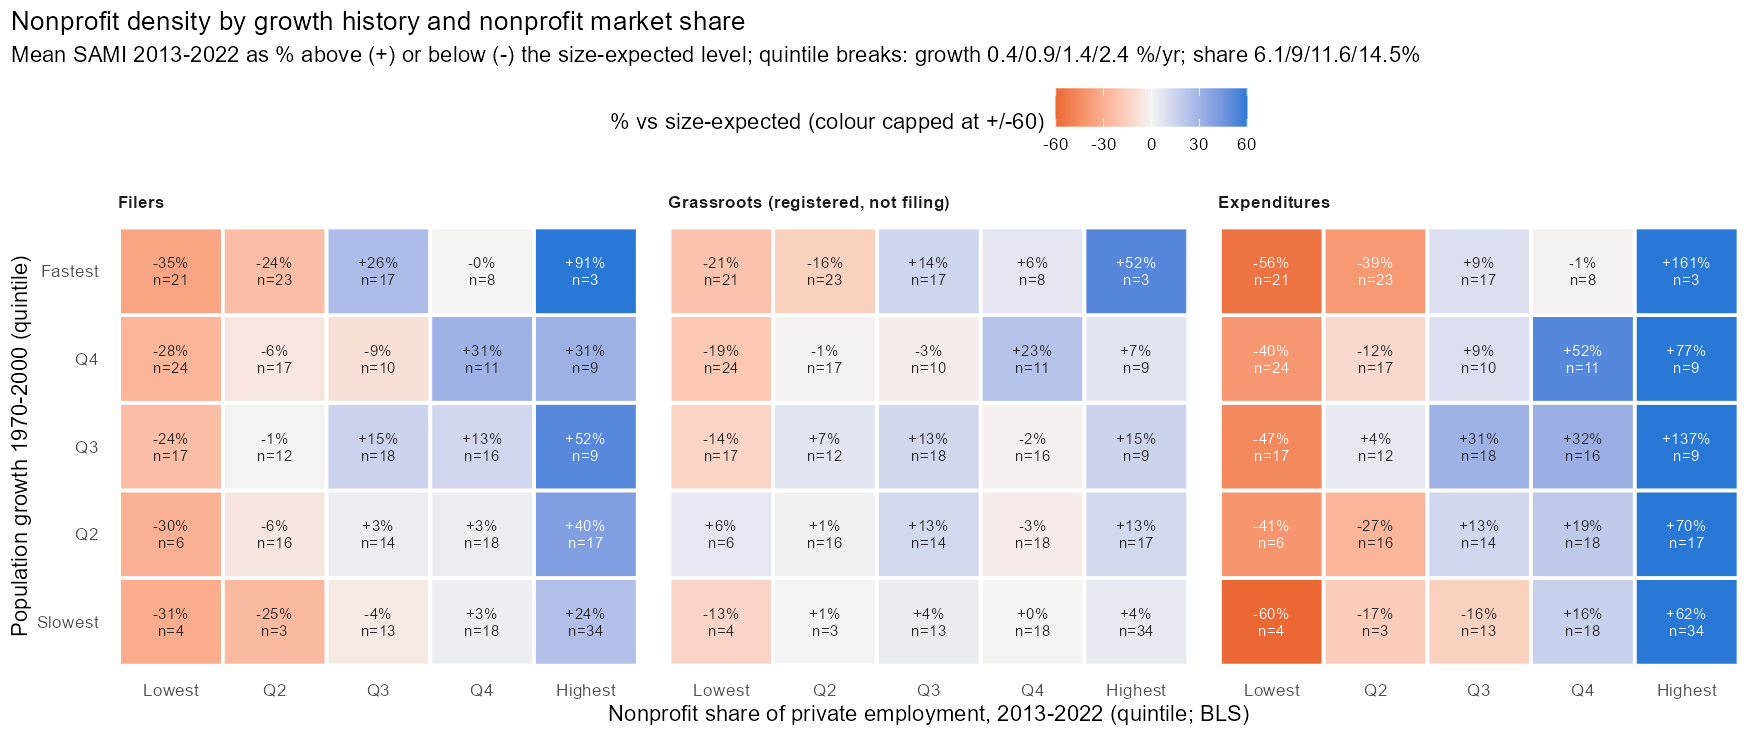 Nonprofit density by growth history and nonprofit market share
Mean SAMI 2013-2022 as % above (+) or below (-) the size-expected level; quintile breaks: growth 0.4/0.9/1.4/2.4 %/yr; share 6.1/9/11.6/14.5%
% vs size-expected (colour capped at +/-60)
-60 -30 0 30 60
Filers
Grassroots (registered, not filing)
Expenditures
Population growth 1970-2000 (quintile)
Fastest
-35% -24% +26% -0% +91%
n=21 n=23 n=17 n=8 n=3
-21% -16% +14% +6% +52%
n=21 n=23 n=17 n=8 n=3
-56% -39% +9% -1% +161%
n=21 n=23 n=17 n=8 n=3
Q4
-28% -6% -9% +31% +31%
n=24 n=17 n=10 n=11 n=9
-19% -1% -3% +23% +7%
n=24 n=17 n=10 n=11 n=9
-40% -12% +9% +52% +77%
n=24 n=17 n=10 n=11 n=9
Q3
-24% -1% +15% +13% +52%
n=17 n=12 n=18 n=16 n=9
-14% +7% +13% -2% +15%
n=17 n=12 n=18 n=16 n=9
-47% +4% +31% +32% +137%
n=17 n=12 n=18 n=16 n=9
Q2
-30% -6% +3% +3% +40%
n=6 n=16 n=14 n=18 n=17
+6% +1% +13% -3% +13%
n=6 n=16 n=14 n=18 n=17
-41% -27% +13% +19% +70%
n=6 n=16 n=14 n=18 n=17
Slowest
-31% -25% -4% +3% +24%
n=4 n=3 n=13 n=18 n=34
-13% +1% +4% +0% +4%
n=4 n=3 n=13 n=18 n=34
-60% -17% -16% +16% +62%
n=4 n=3 n=13 n=18 n=34
Lowest Q2 Q3 Q4 Highest
Lowest Q2 Q3 Q4 Highest
Lowest Q2 Q3 Q4 Highest
Nonprofit share of private employment, 2013-2022 (quintile; BLS)